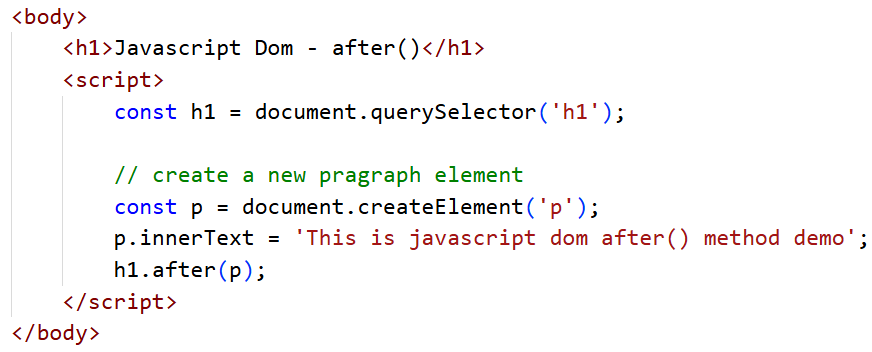 <body>
    <h1>Javascript Dom - after()</h1>
    <script>
        const h1 = document.querySelector('h1');

        // create a new pragraph element
        const p = document.createElement('p');
        p.innerText = 'This is javascript dom after() method demo';
        h1.after(p);
    </script>
</body>